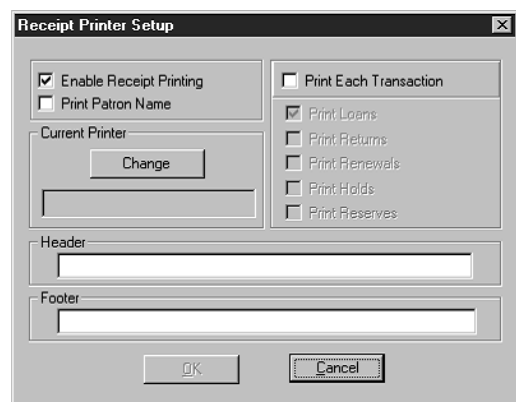 Receipt Printer Setup
Enable Receipt Printing
Print Patron Name
Current Printer
Change
Print Each Transaction
Print Loans
Print Returns
Print Renewals
Print Holds
Print Reserves
Header
Footer
OK
Cancel